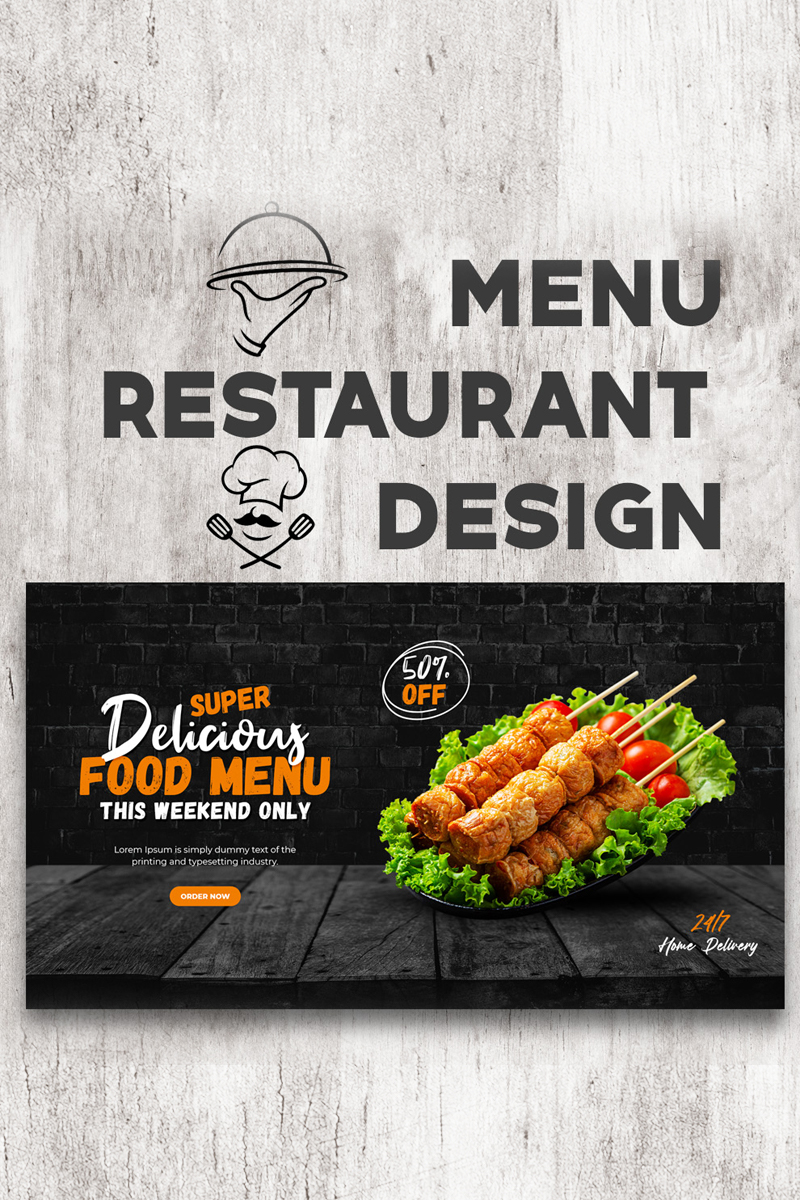 MENU
RESTAURANT
DESIGN
SUPER
Delicious
FOOD MENU
THIS WEEKEND ONLY
Lorem Ipsum is simply dummy text of the
printing and typesetting industry.
ORDER NOW
50%
OFF
24/7
Home Delivery